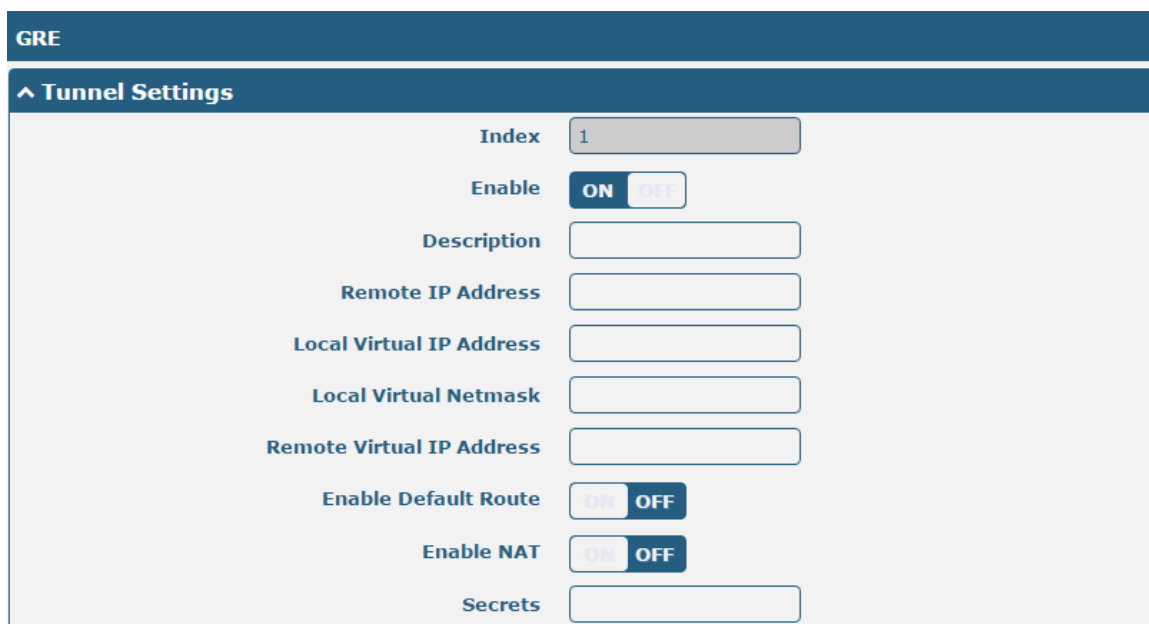 GRE
Tunnel Settings
Index 1
Enable ON OFF
Description
Remote IP Address
Local Virtual IP Address
Local Virtual Netmask
Remote Virtual IP Address
Enable Default Route ON OFF
Enable NAT ON OFF
Secrets